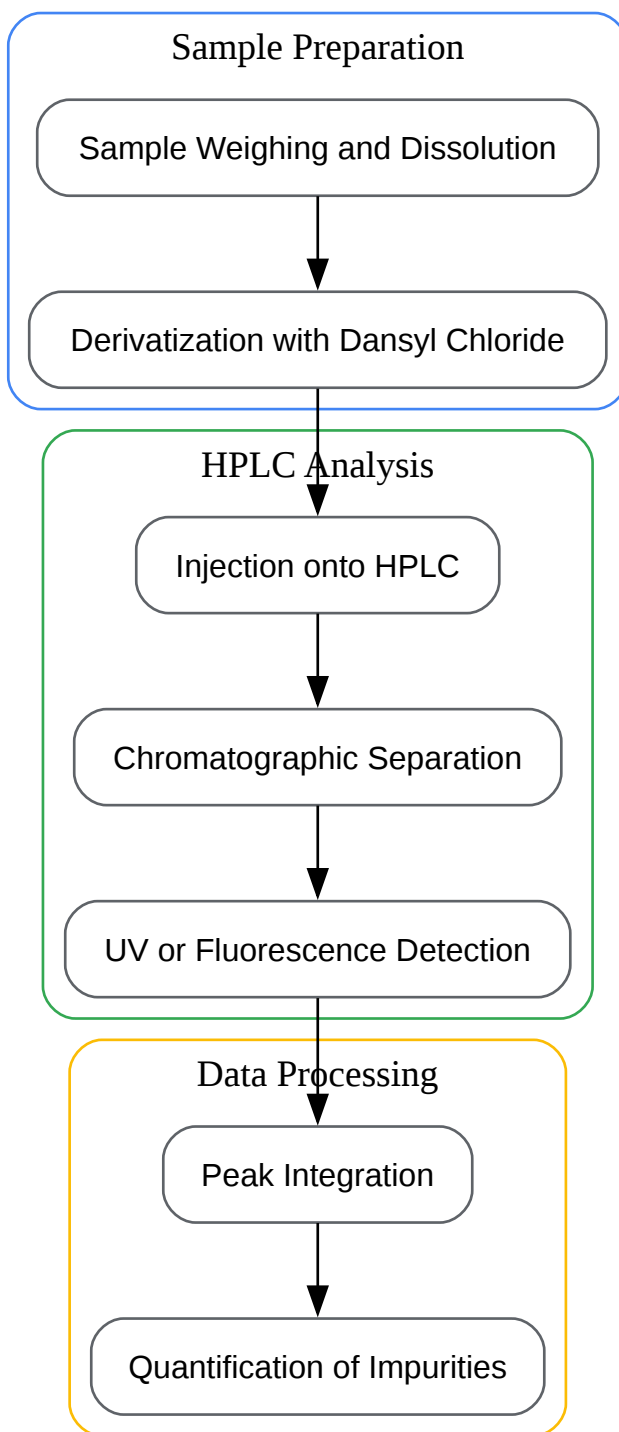 Sample Preparation
Sample Weighing and Dissolution
Derivatization with Dansyl Chloride
HPLC Analysis
Injection onto HPLC
Chromatographic Separation
UV or Fluorescence Detection
Data Processing
Peak Integration
Quantification of Impurities